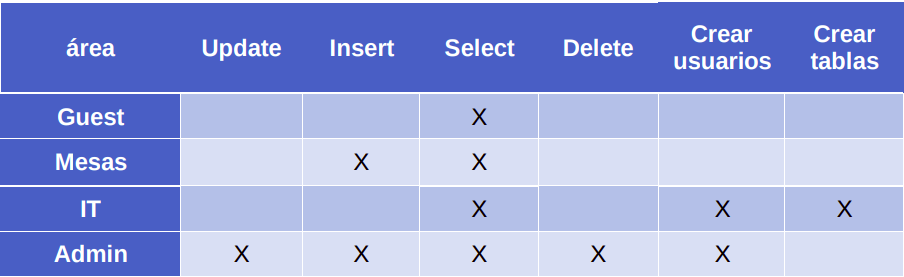 área Update Insert Select Delete Crear usuarios Crear tablas
Guest X
Mesas X X
IT X X X
Admin X X X X X